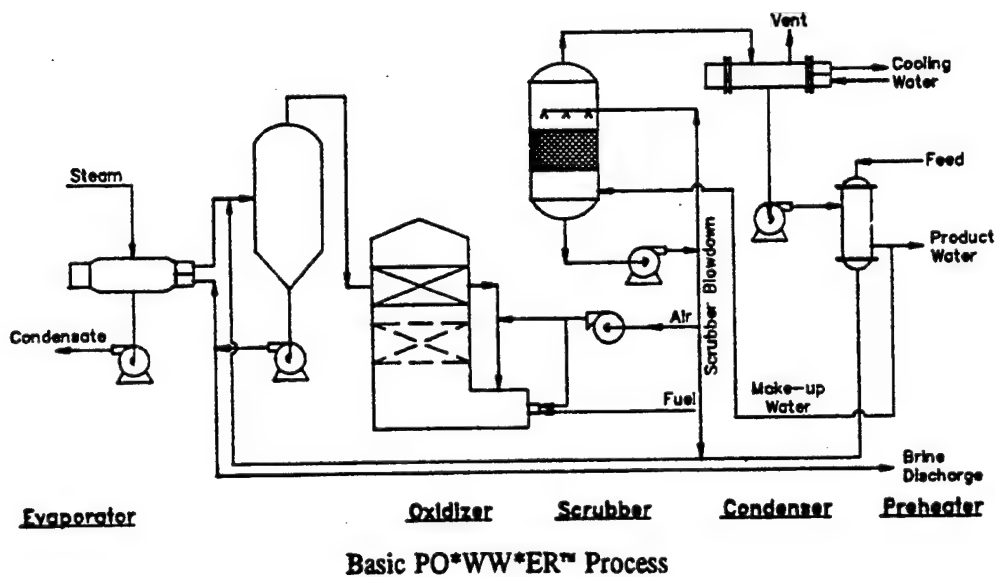 Vent
Cooling
Water
Steam
Feed
Product
Water
Scrubber Blowdown
Condensate
Air
Fuel
Make-up
Water
Brine
Discharge
Evaporator
Oxidizer
Scrubber
Condenser
Preheater
Basic PO*WW*ER™ Process